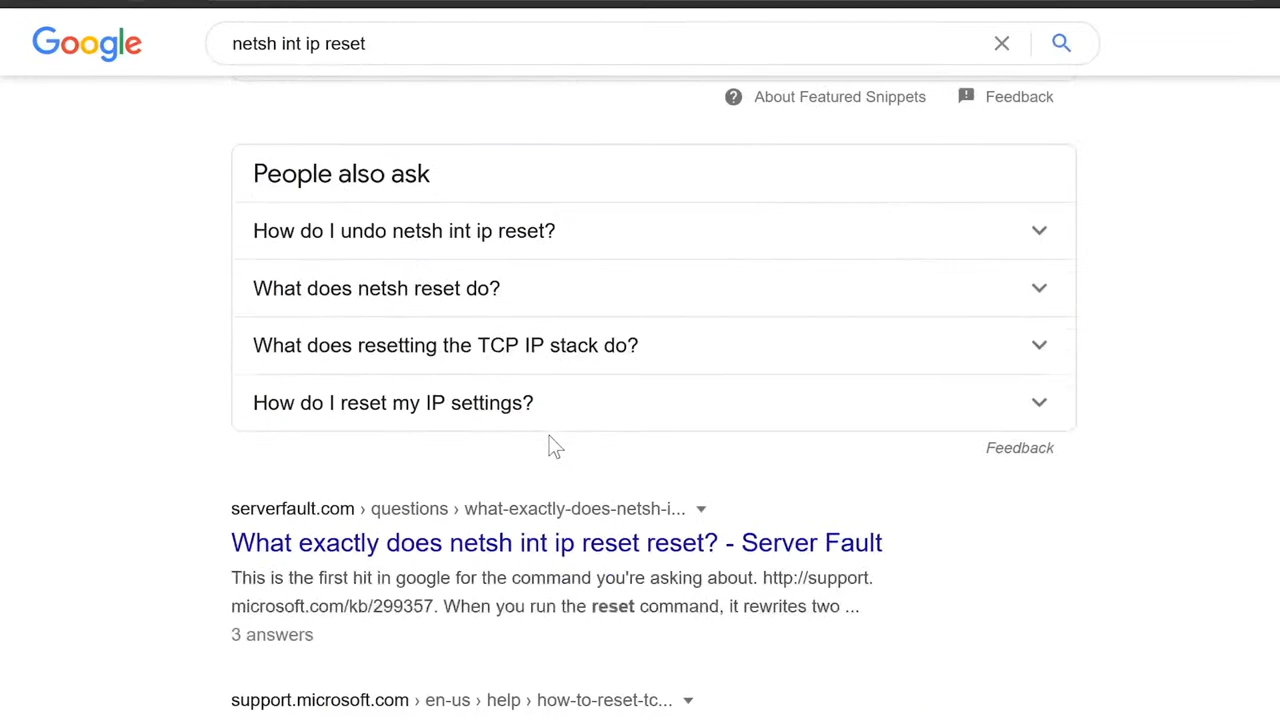 Google
netsh int ip reset
About Featured Snippets
Feedback
People also ask
How do I undo netsh int ip reset?
What does netsh reset do?
What does resetting the TCP IP stack do?
How do I reset my IP settings?
Feedback
serverfault.com › questions › what-exactly-does-netsh-i...
What exactly does netsh int ip reset reset? - Server Fault
This is the first hit in google for the command you're asking about. http://support.
microsoft.com/kb/299357. When you run the reset command, it rewrites two ...
3 answers
support.microsoft.com › en-us › help › how-to-reset-tc...